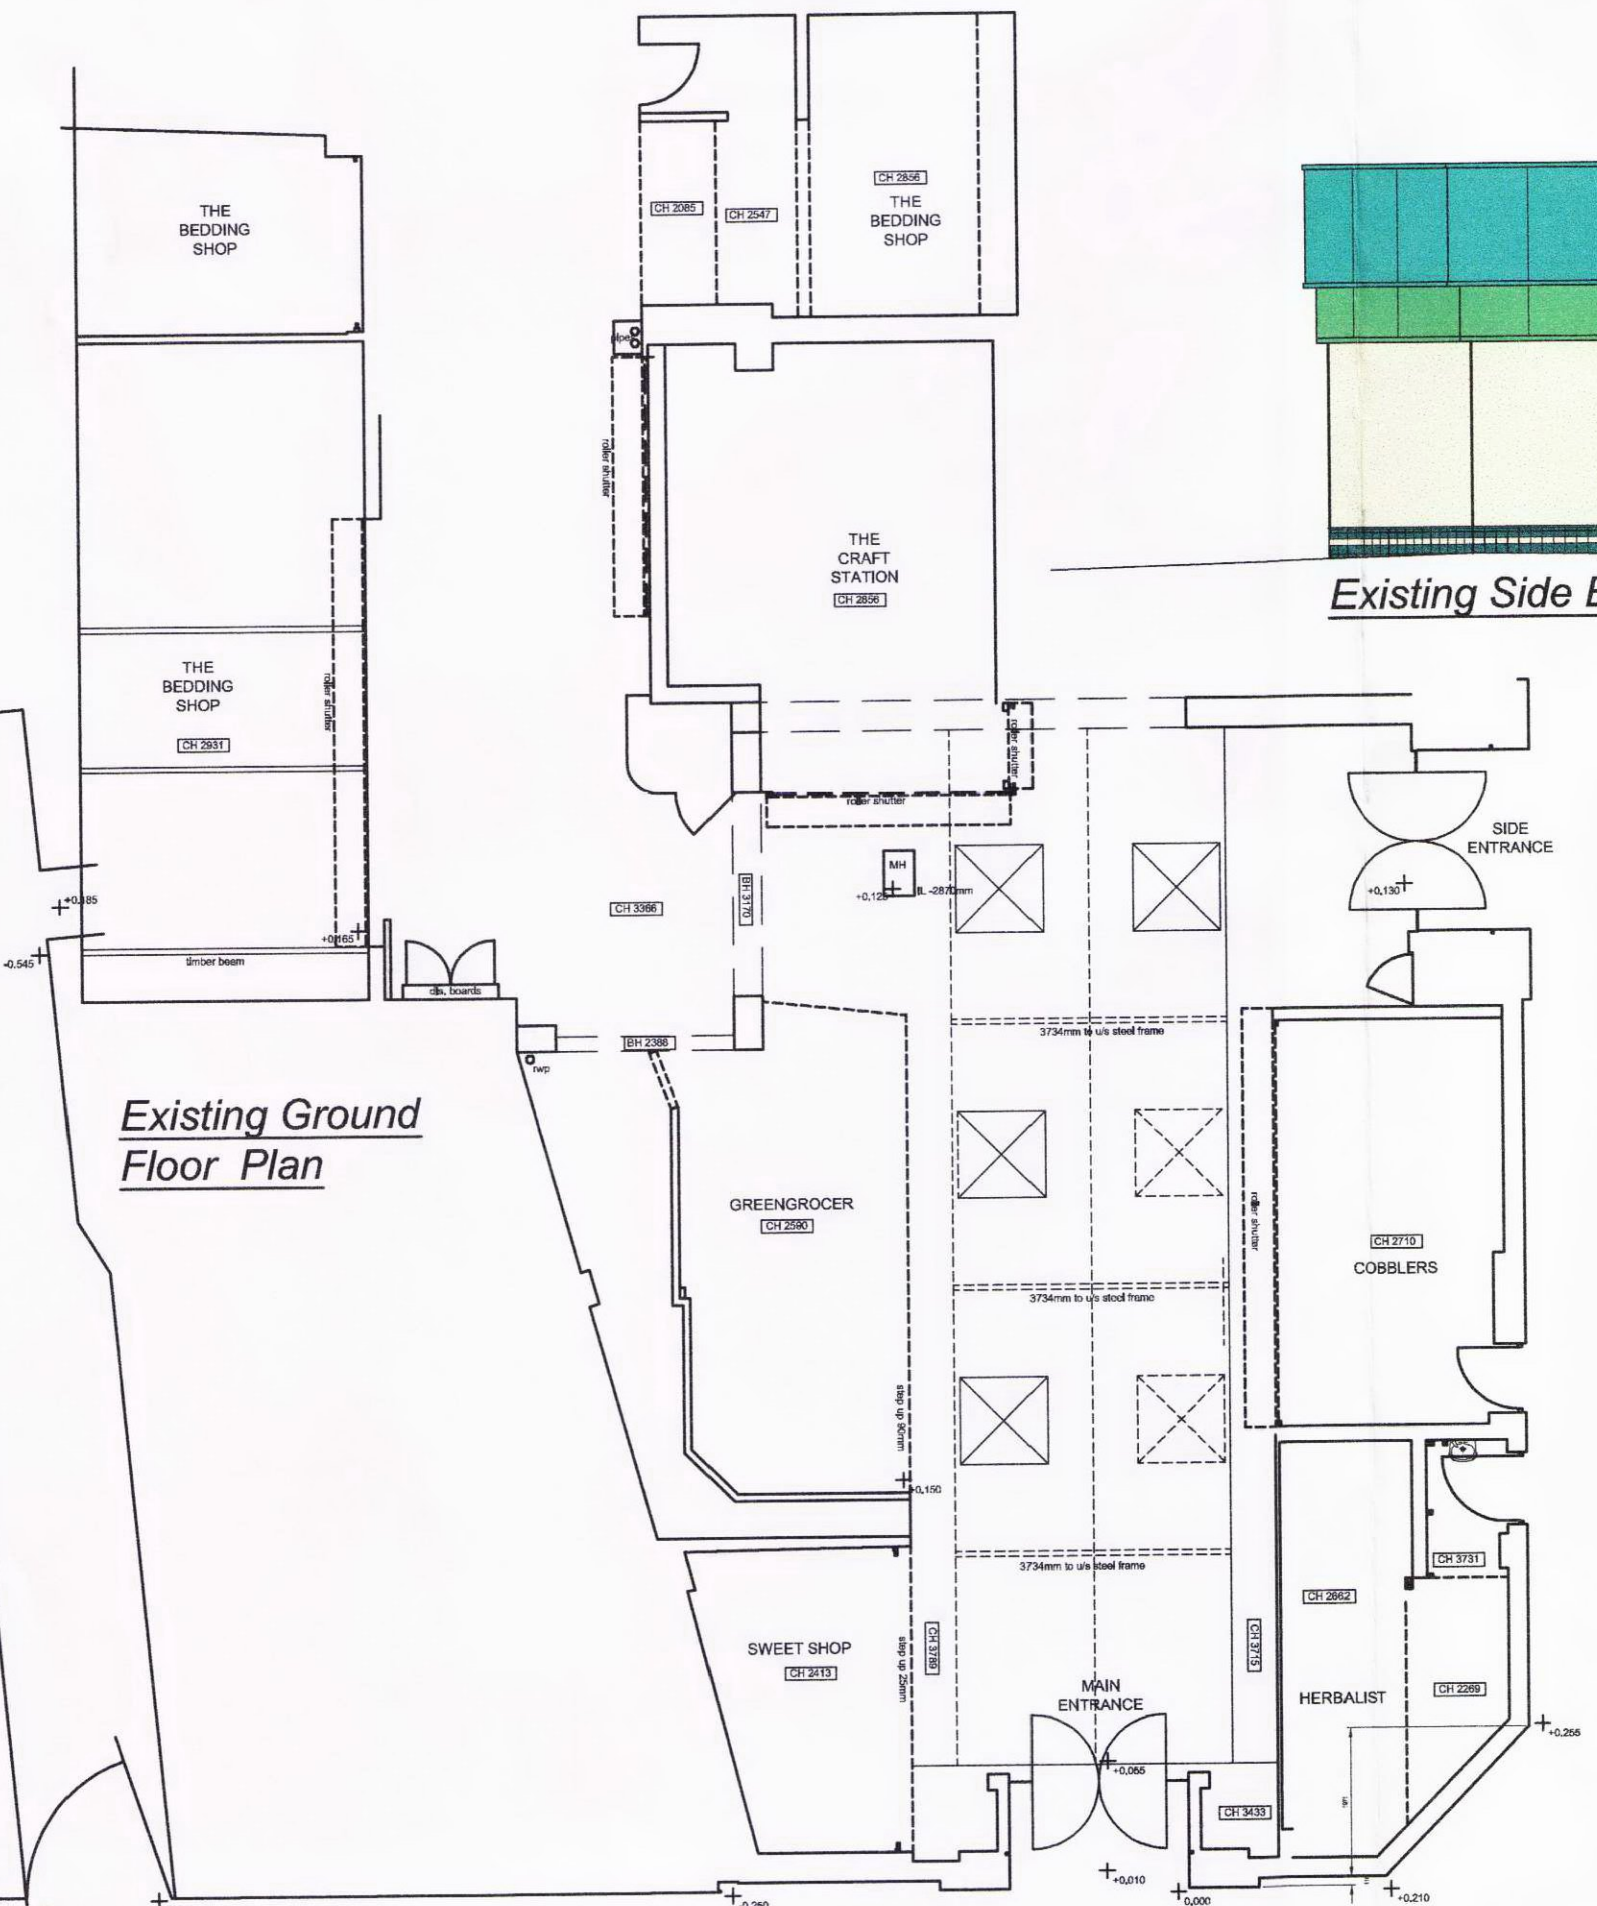 THE
BEDDING
SHOP
CH 2856
THE
BEDDING
SHOP
CH 2085
CH 2547
pipe
roller shutter
THE
CRAFT
STATION
CH 2856
Existing Side E
THE
BEDDING
SHOP
CH 2931
roller shutter
roller shutter
roller shutter
SIDE
ENTRANCE
MH
+0.125
IL -2870mm
+0.130
CH 3366
BH 3170
+0.185
+0.165
-0.545
timber beam
dis. boards
3734mm to u/s steel frame
BH 2388
rwp
Existing Ground
Floor Plan
GREENGROCER
CH 2590
roller shutter
CH 2710
COBBLERS
3734mm to u/s steel frame
step up 90mm
+0.150
3734mm to u/s steel frame
CH 3731
CH 2662
SWEET SHOP
CH 2413
step up 25mm
CH 3789
CH 3715
MAIN
ENTRANCE
HERBALIST
CH 2269
+0.255
+0.055
CH 3433
+0.010
0.000
+0.210
-0.250